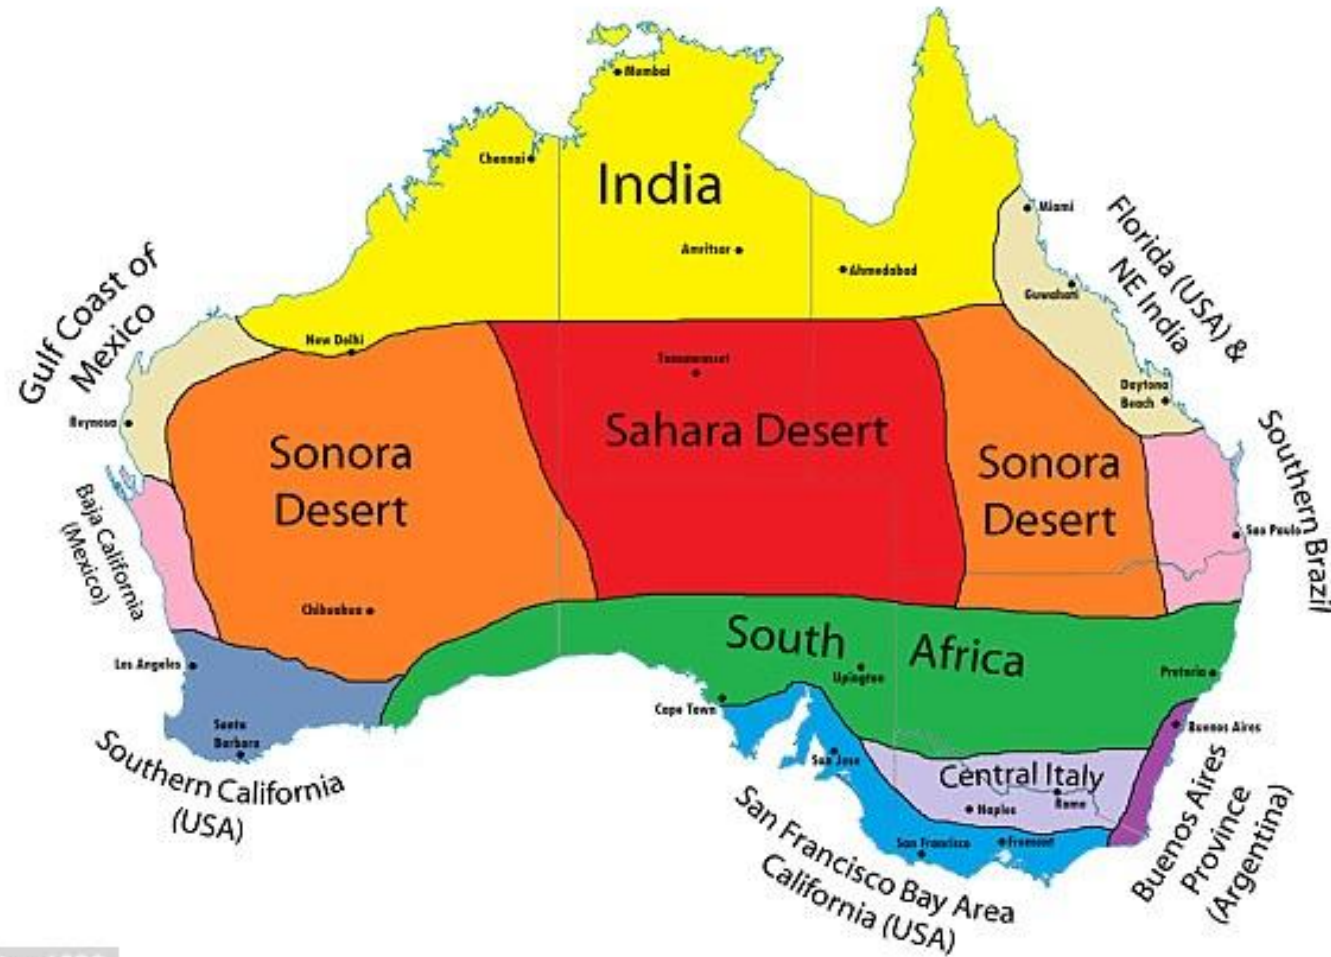 Mumbai
Chennai
India
Miami
Amritsar
Ahmedabad
Guwahati
Florida (USA) &
NE India
Gulf Coast of
Mexico
New Delhi
Tamanrasset
Daytona
Beach
Reynosa
Sonora
Desert
Sahara Desert
Sonora
Desert
Southern Brazil
Sao Paulo
Baja California
(Mexico)
Chihuahua
South Africa
Los Angeles
Upington
Pretoria
Cape Town
Santa
Barbara
Buenos Aires
San Jose
Central Italy
Rome
Naples
Southern California
(USA)
San Francisco
Fremont
San Francisco Bay Area
California (USA)
Buenos Aires
Province
(Argentina)